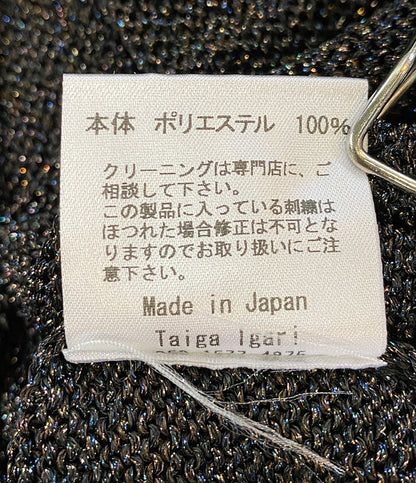 本体 ポリエステル 100%
クリーニングは専門店に、ご
相談して下さい。
この製品に入っている刺繍は
ほつれた場合修正は不可とな
りますのでお取り扱いにご注
意下さい。
Made in Japan
Taiga Igari